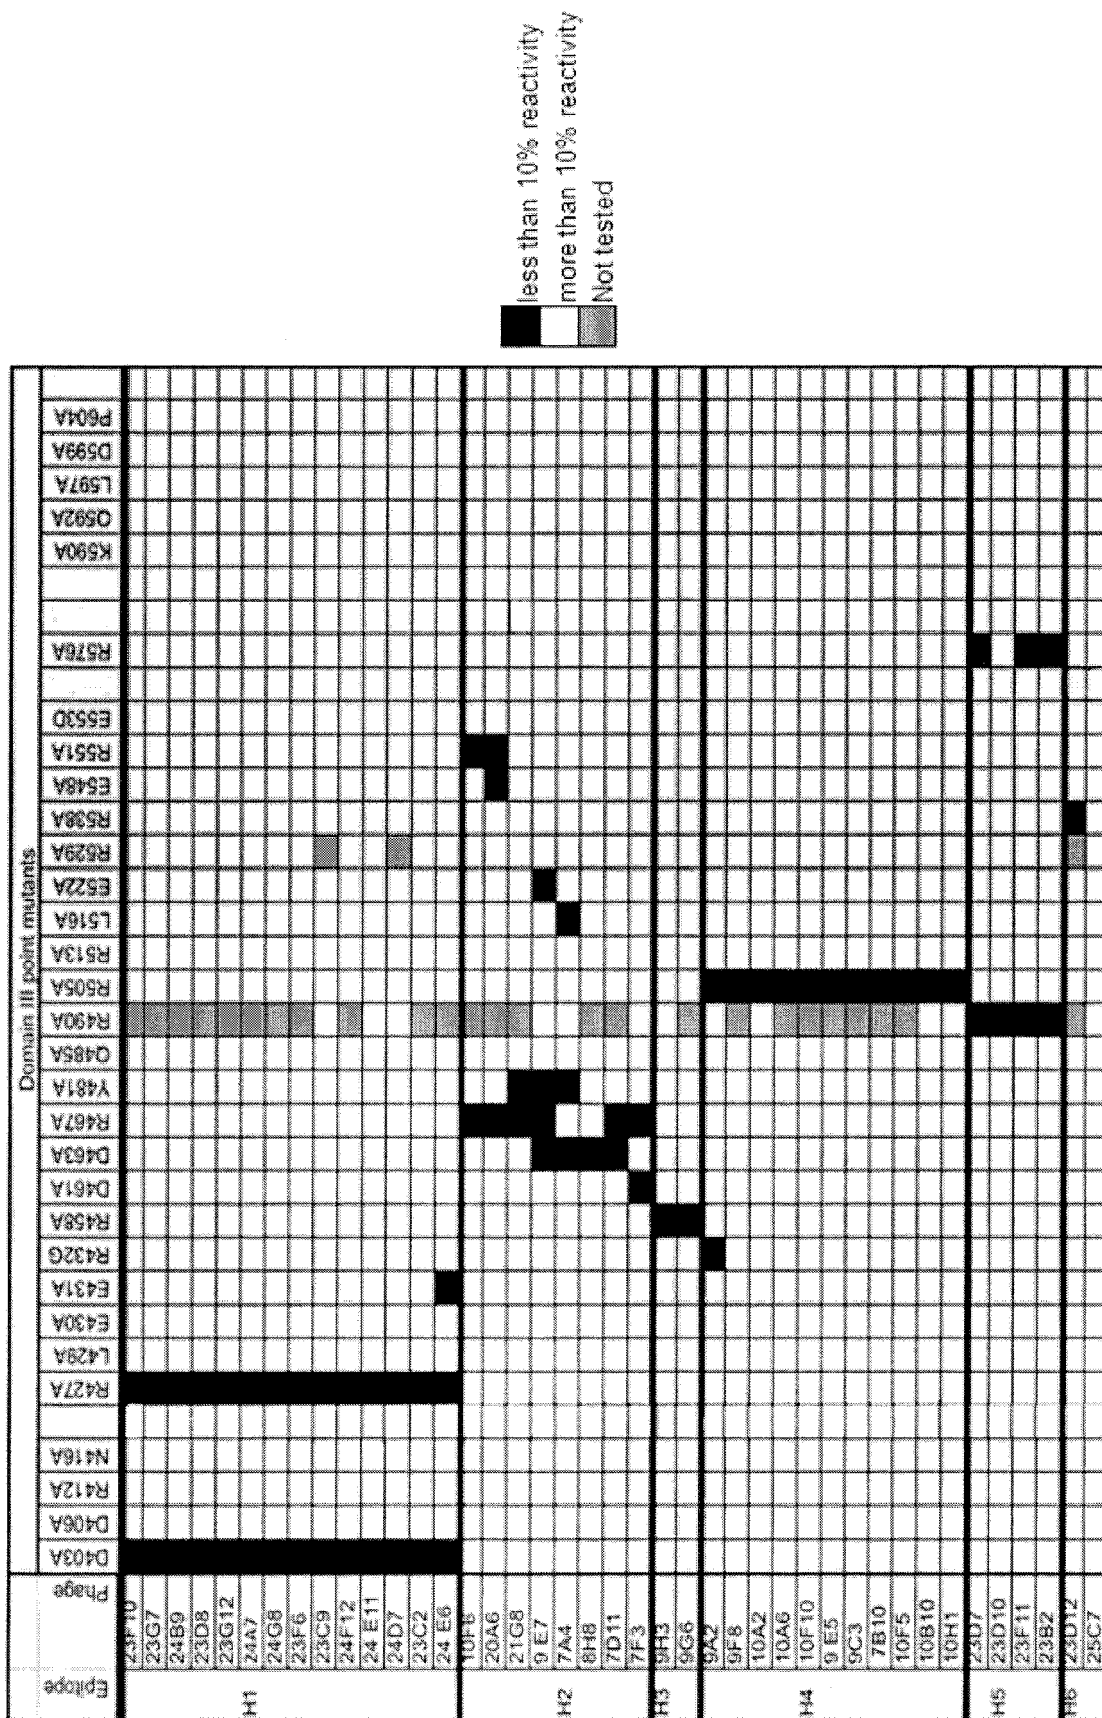 Domain III point mutants
Epitope
Phage
D403A
D406A
R412A
N416A
R427A
L429A
E430A
E431A
R432G
R458A
D461A
D463A
R467A
Y481A
Q485A
R490A
R505A
R513A
L516A
E522A
R529A
R538A
E548A
R551A
E553D
R576A
K590A
Q592A
L597A
D599A
P604A
H1
23F10
23G7
24B9
23D8
23G12
24A7
24G8
23F6
23C9
24F12
24 E11
24D7
23C2
24 E6
H2
20A6
21G8
9 E7
7A4
8H8
7D11
7F3
H3
9H3
9G6
H4
9A2
9F8
10A2
10A6
10F10
9 E5
9C3
7B10
10F5
10B10
10H1
H5
23D7
23D10
23F11
23B2
H6
23D12
25C7
less than 10% reactivity
more than 10% reactivity
Not tested